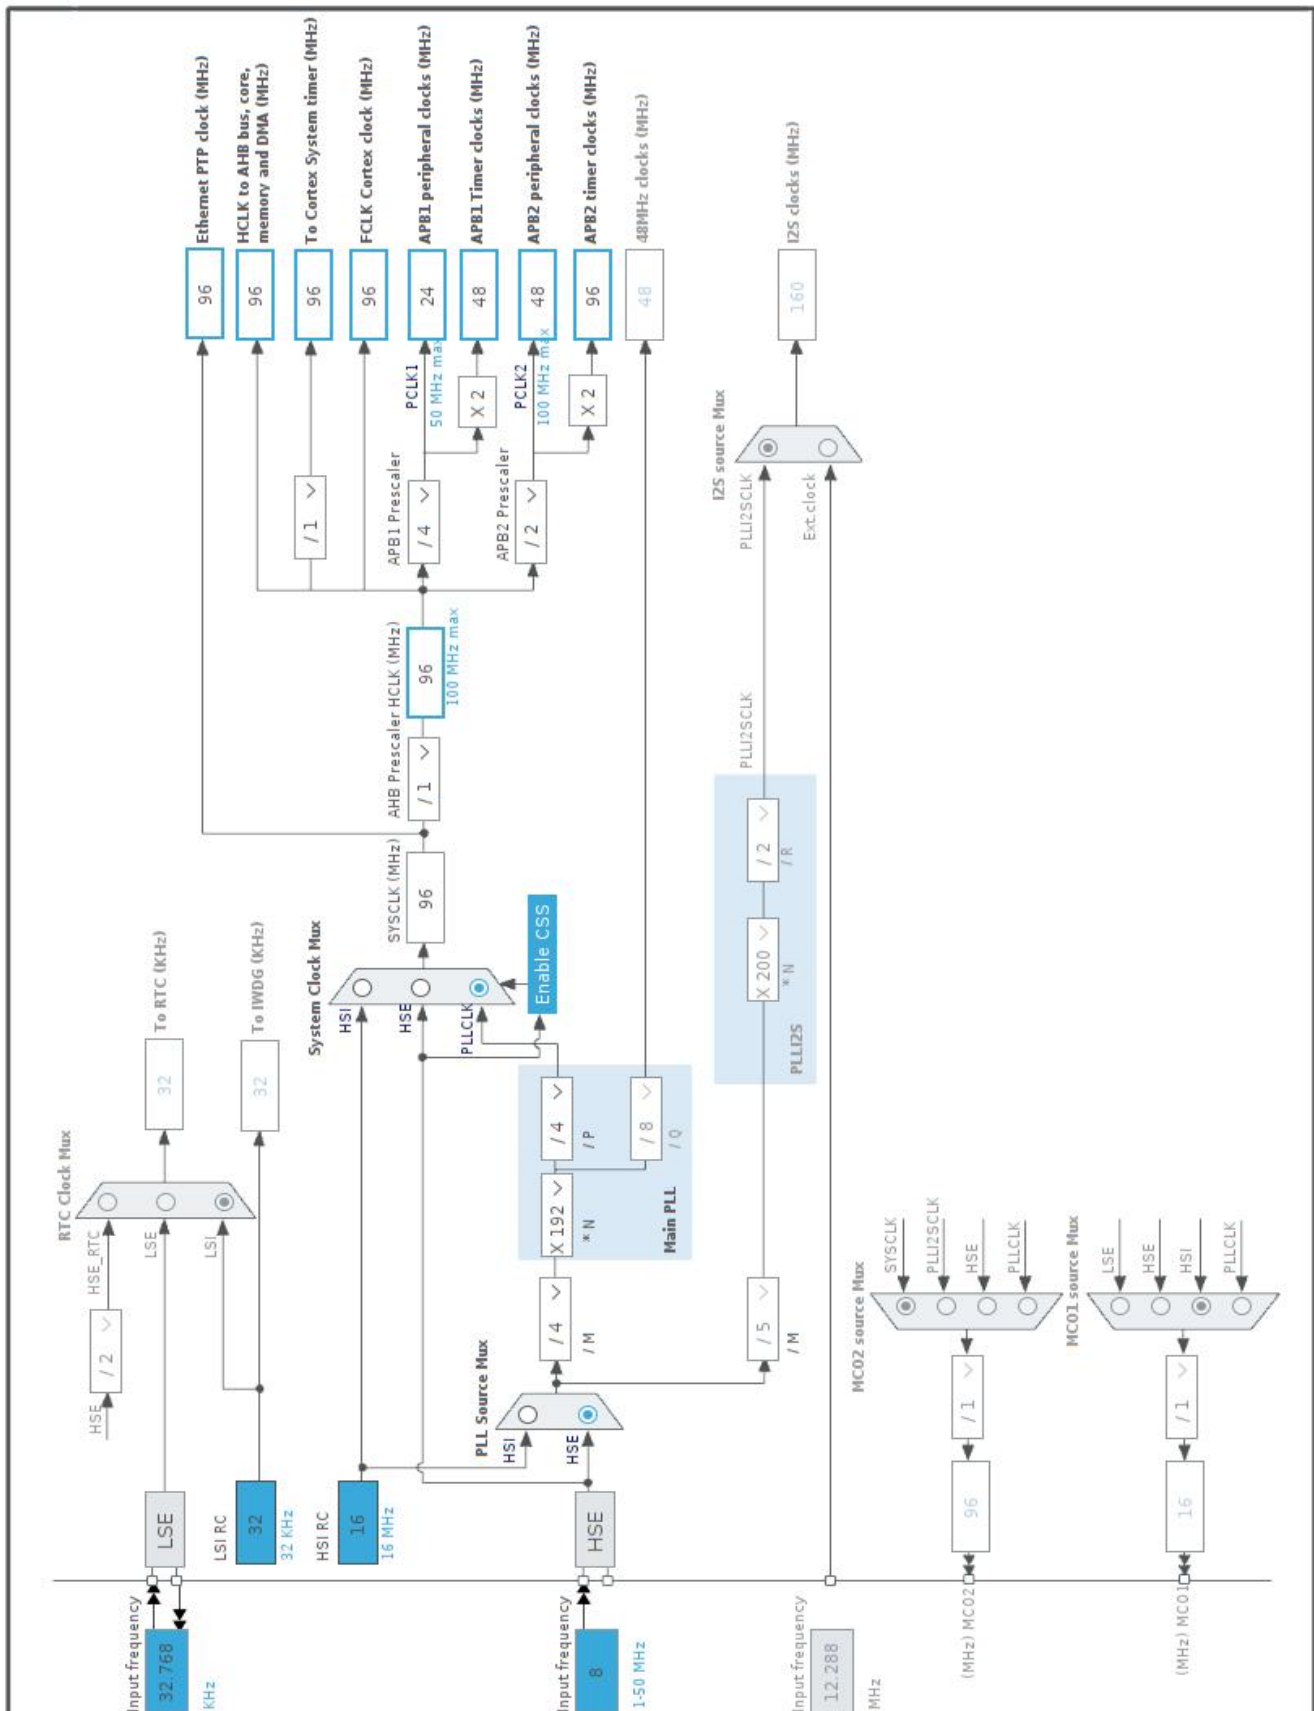 Input frequency
32.768
KHz
LSE
LSI RC
32
32 KHz
HSE
/ 2
HSE_RTC
LSE
LSI
RTC Clock Mux
32
To RTC (KHz)
32
To IWDG (KHz)
HSI RC
16
16 MHz
Input frequency
8
1-50 MHz
HSE
PLL Source Mux
HSI
HSE
/ 4
/ M
X 192
* N
/ 4
/ P
/ 8
/ Q
Main PLL
System Clock Mux
HSI
HSE
PLLCLK
Enable CSS
SYSCLK (MHz)
96
AHB Prescaler
/ 1
HCLK (MHz)
96
100 MHz max
/ 1
APB1 Prescaler
/ 4
PCLK1
50 MHz max
X 2
APB2 Prescaler
/ 2
PCLK2
100 MHz max
X 2
96
Ethernet PTP clock (MHz)
96
HCLK to AHB bus, core,
memory and DMA (MHz)
96
To Cortex System timer (MHz)
96
FCLK Cortex clock (MHz)
24
APB1 peripheral clocks (MHz)
48
APB1 Timer clocks (MHz)
48
APB2 peripheral clocks (MHz)
96
APB2 timer clocks (MHz)
48
48MHz clocks (MHz)
/ 5
/ M
X 200
* N
/ 2
/ R
PLLI2S
PLLI2SCLK
PLLI2SCLK
I2S source Mux
Ext.clock
160
I2S clocks (MHz)
Input frequency
12.288
MHz
MCO2 source Mux
SYSCLK
PLLI2SCLK
HSE
PLLCLK
/ 1
96
(MHz) MCO2
MCO1 source Mux
LSE
HSE
HSI
PLLCLK
/ 1
16
(MHz) MCO1